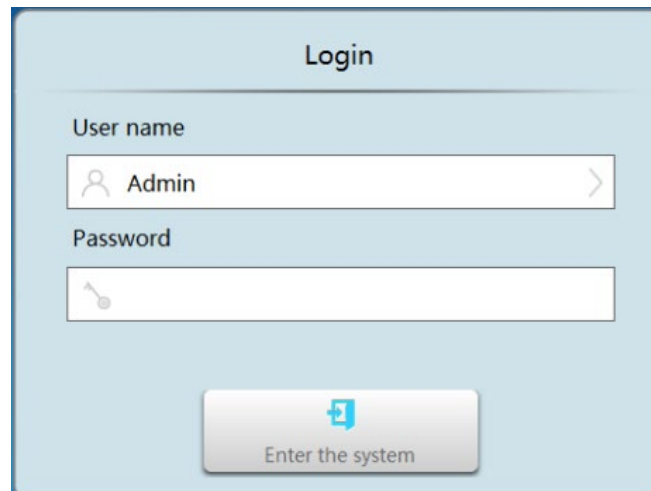 Login
User name
Admin
Password
Enter the system